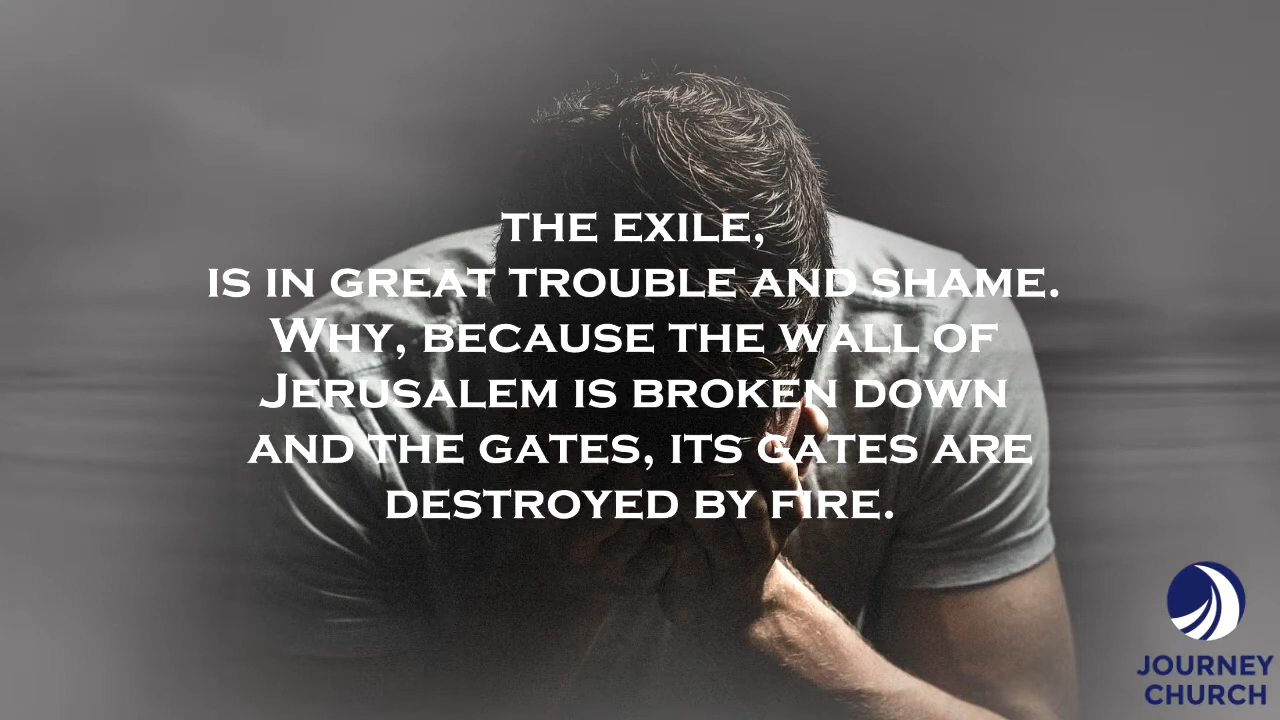 THE EXILE,
IS IN GREAT TROUBLE AND SHAME.
WHY, BECAUSE THE WALL OF
JERUSALEM IS BROKEN DOWN
AND THE GATES, ITS GATES ARE
DESTROYED BY FIRE.
JOURNEY
CHURCH